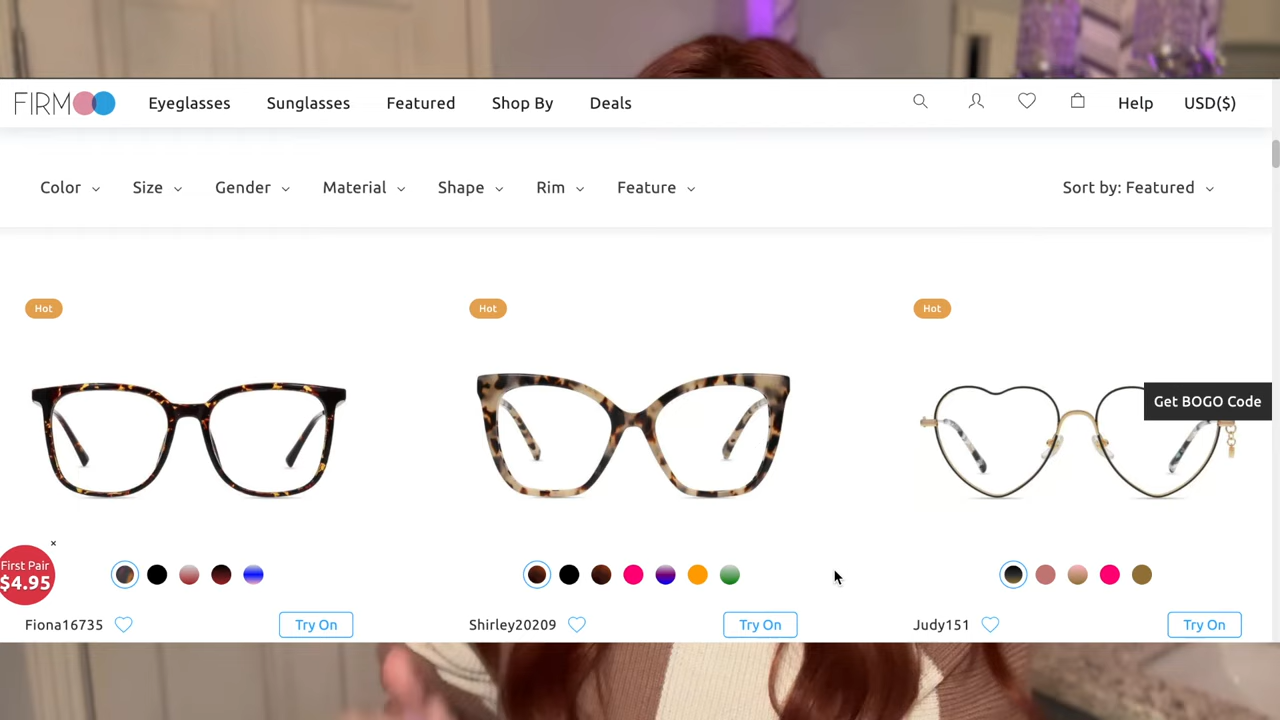 FIRMOO Eyeglasses Sunglasses Featured Shop By Deals Help USD($)
Color Size Gender Material Shape Rim Feature Sort by: Featured
Hot Hot Hot
Get BOGO Code
First Pair
$4.95
Fiona16735 Try On Shirley20209 Try On Judy151 Try On